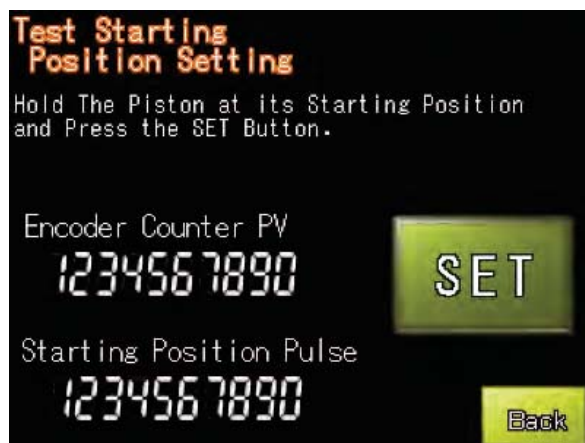 Test Starting
Position Setting
Hold The Piston at its Starting Position
and Press the SET Button.
Encoder Counter PV
1234567890
SET
Starting Position Pulse
1234567890
Back